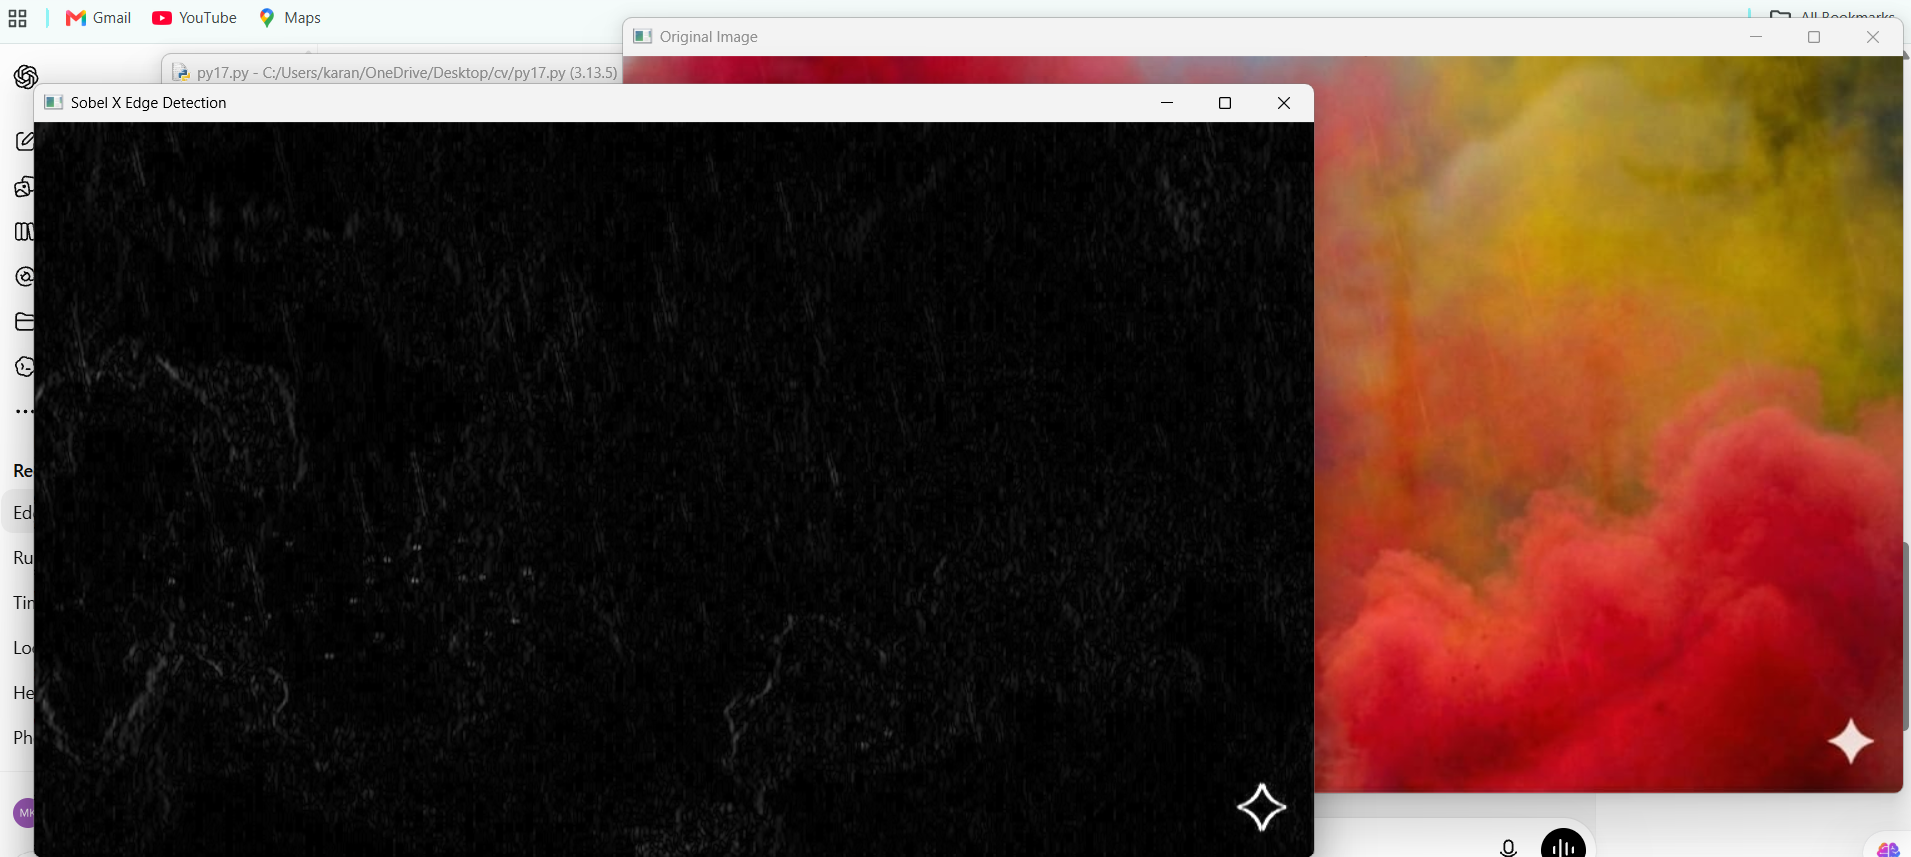 Gmail YouTube Maps
All Bookmarks
Original Image
py17.py - C:/Users/karan/OneDrive/Desktop/cv/py17.py (3.13.5)
Sobel X Edge Detection
Re
Ed
Ru
Tin
Lo
He
Ph
MK